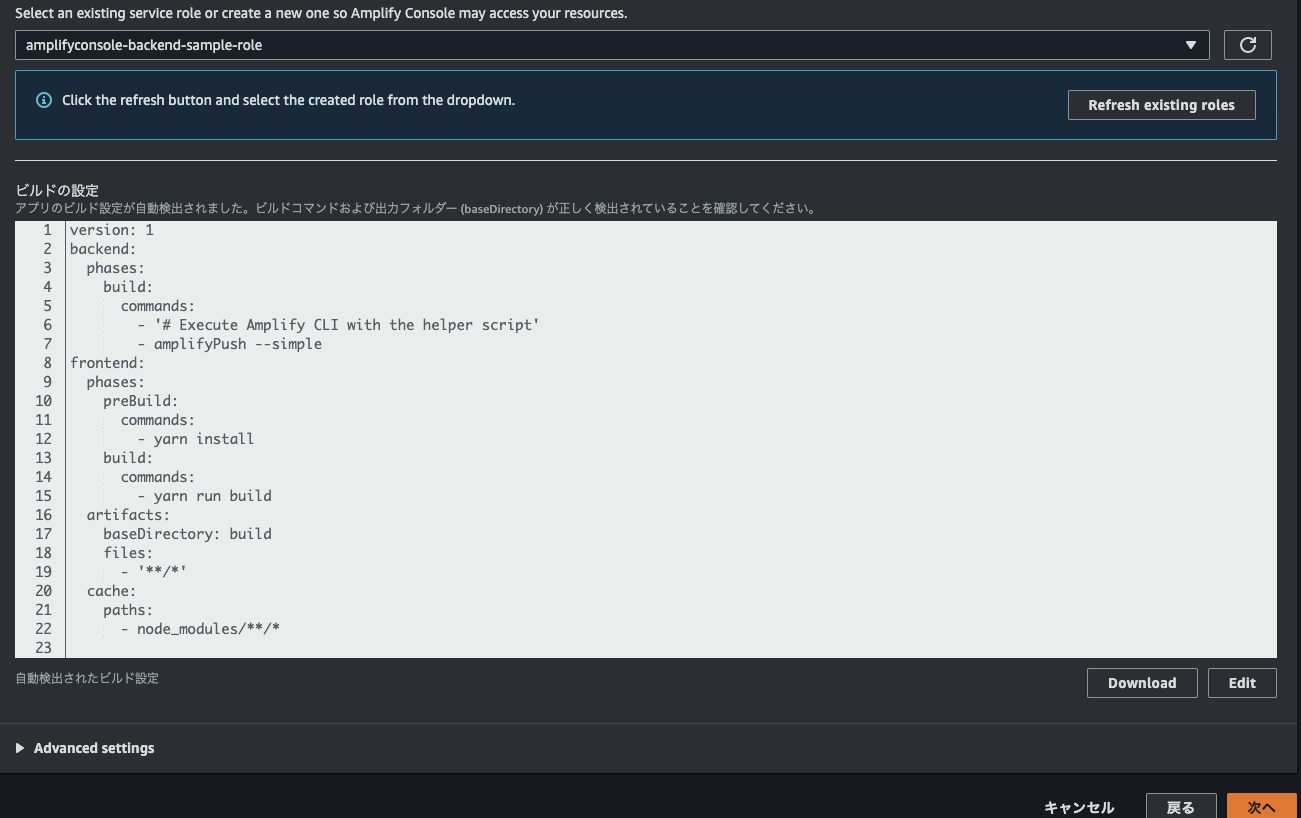 Select an existing service role or create a new one so Amplify Console may access your resources.
amplifyconsole-backend-sample-role
Click the refresh button and select the created role from the dropdown.
Refresh existing roles
ビルドの設定
アプリのビルド設定が自動検出されました。ビルドコマンドおよび出力フォルダー (baseDirectory) が正しく検出されていることを確認してください。
1 version: 1
2 backend:
3   phases:
4     build:
5       commands:
6         - '# Execute Amplify CLI with the helper script'
7         - amplifyPush --simple
8 frontend:
9   phases:
10     preBuild:
11       commands:
12         - yarn install
13     build:
14       commands:
15         - yarn run build
16   artifacts:
17     baseDirectory: build
18     files:
19       - '**/*'
20   cache:
21     paths:
22       - node_modules/**/*
23
自動検出されたビルド設定
Download
Edit
Advanced settings
キャンセル
戻る
次へ